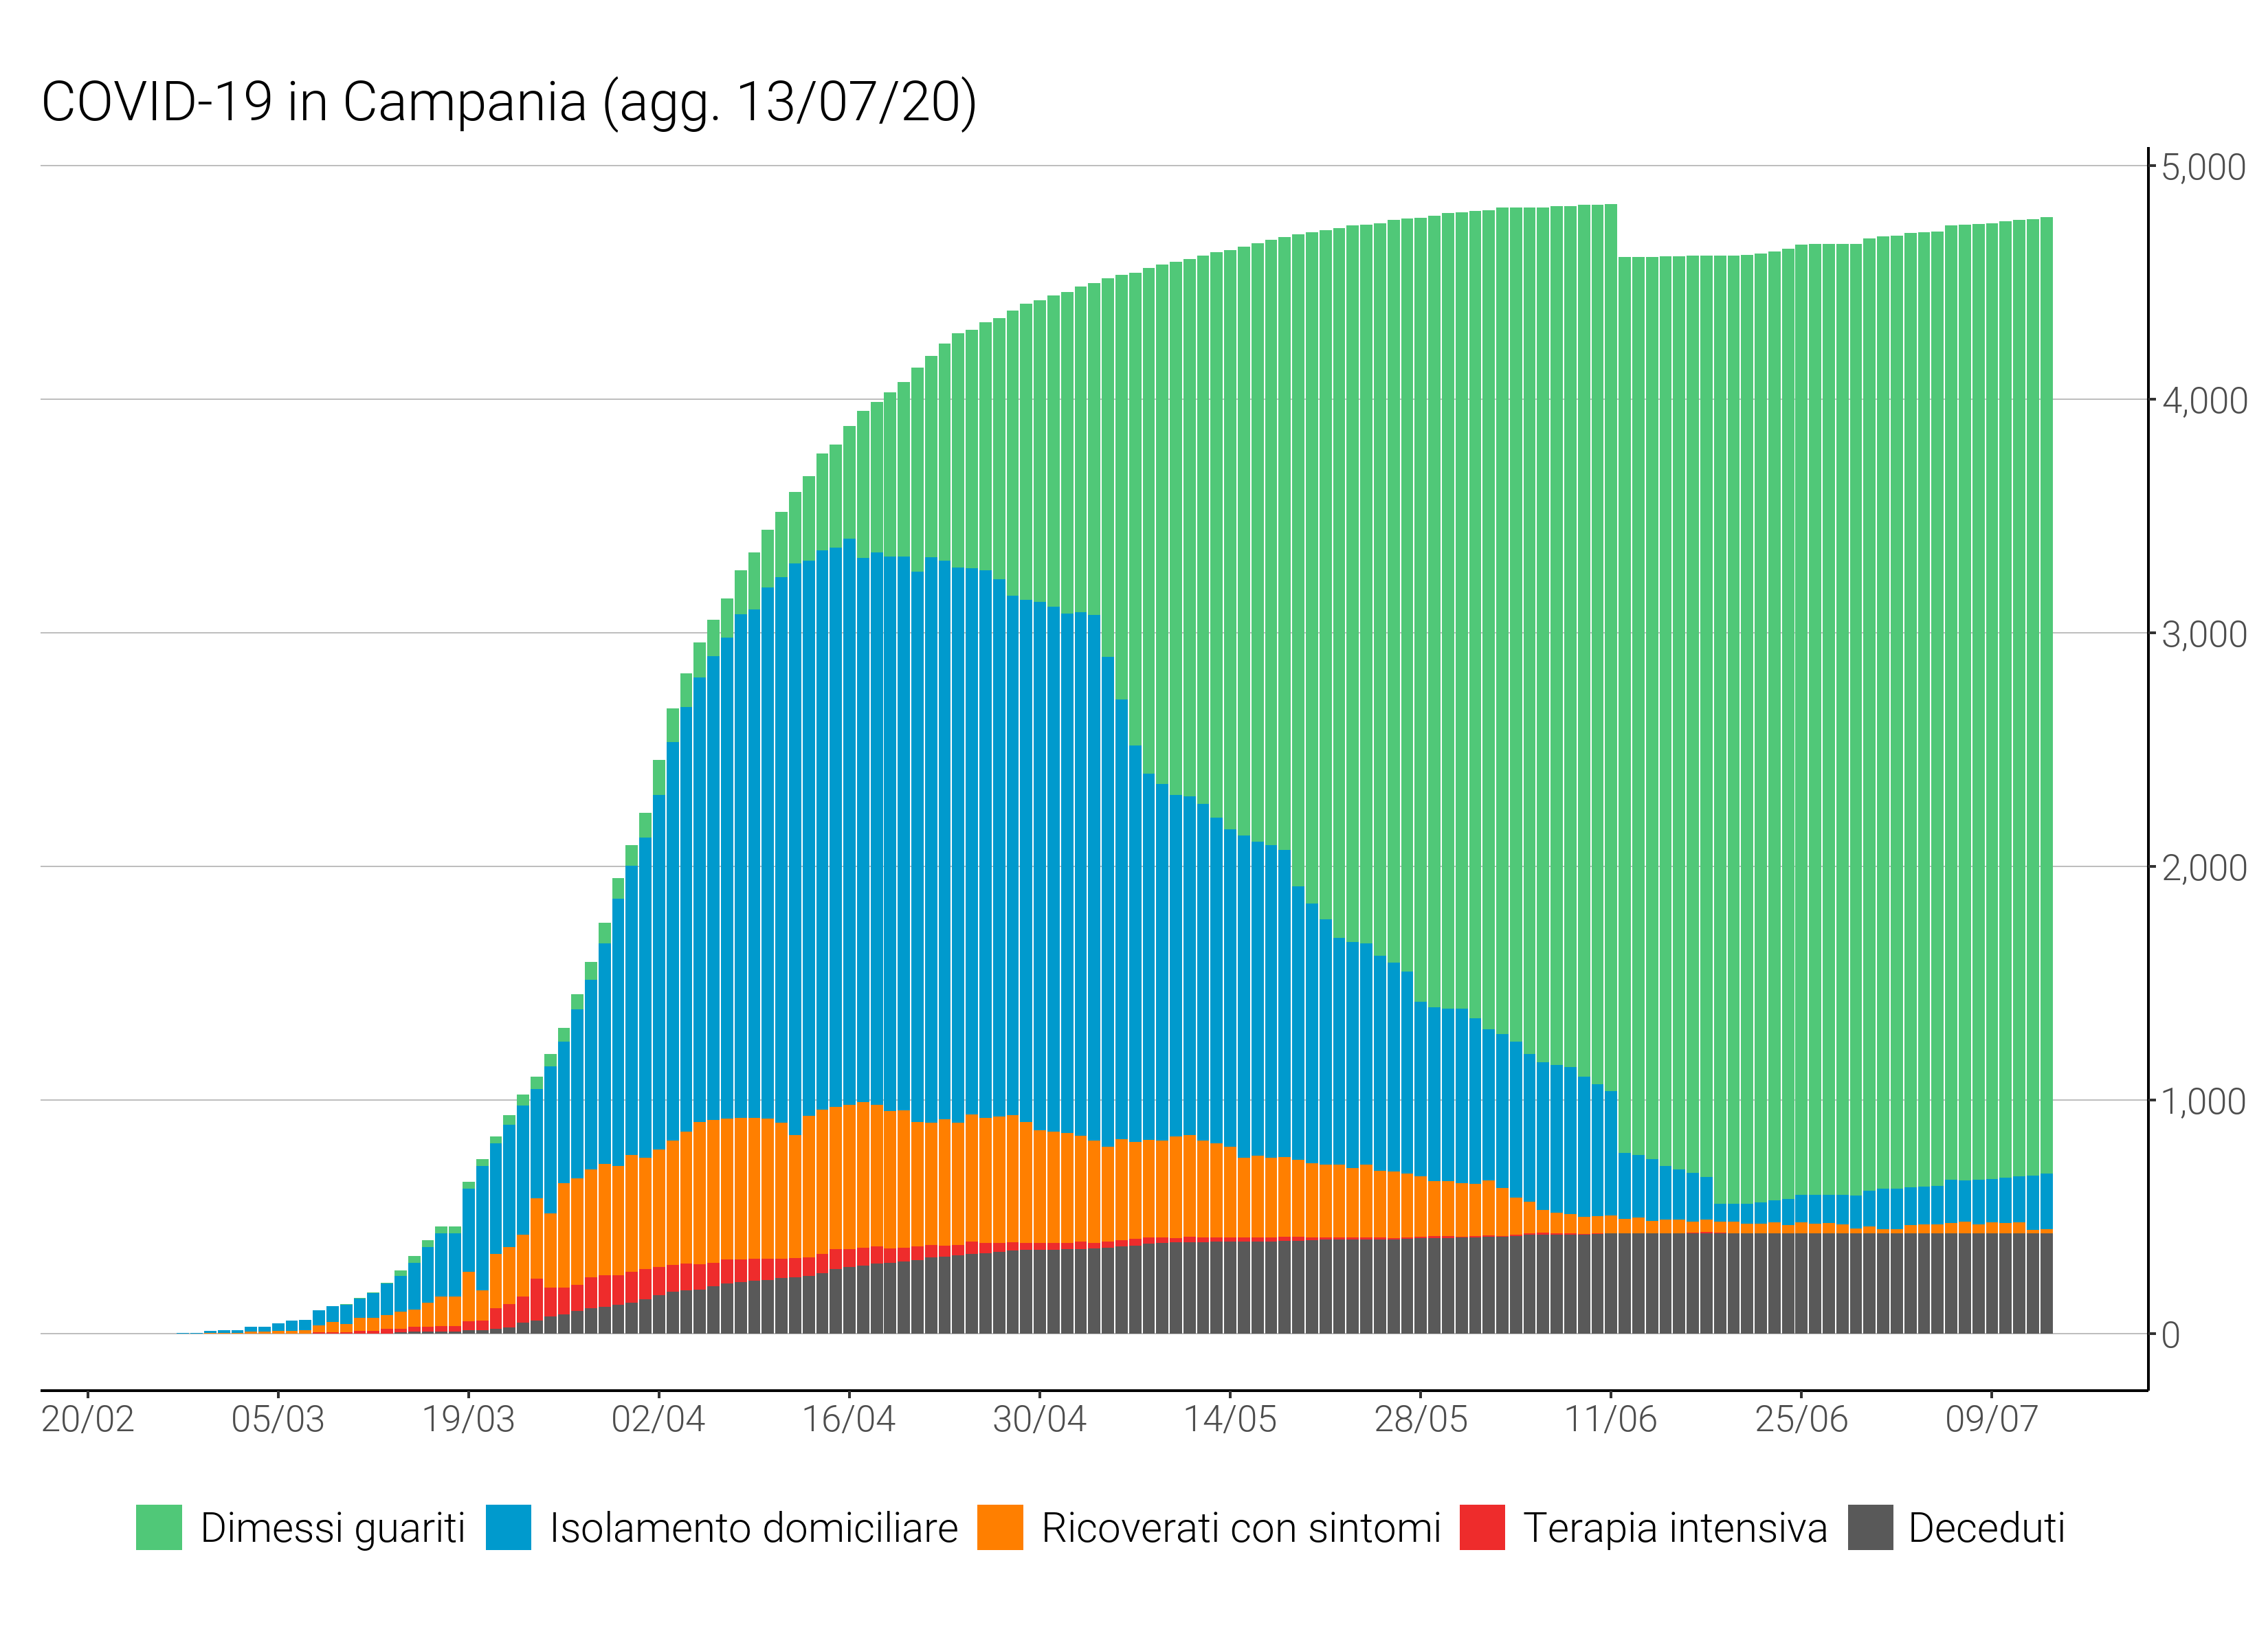 COVID-19 in Campania (agg. 13/07/20)
5,000
4,000
3,000
2,000
1,000
0
20/02 05/03 19/03 02/04 16/04 30/04 14/05 28/05 11/06 25/06 09/07
Dimessi guariti Isolamento domiciliare Ricoverati con sintomi Terapia intensiva Deceduti